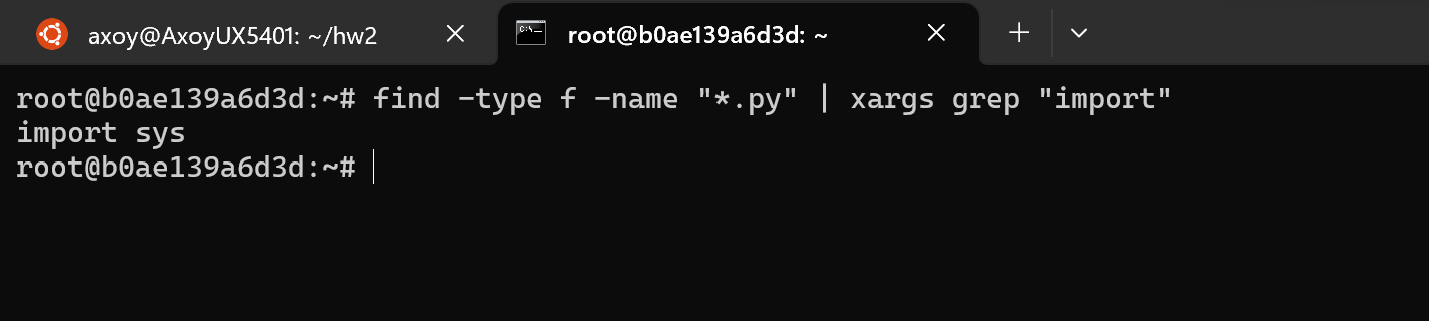 axoy@AxoyUX5401: ~/hw2
root@b0ae139a6d3d: ~
root@b0ae139a6d3d:~# find -type f -name "*.py" | xargs grep "import"
import sys
root@b0ae139a6d3d:~#